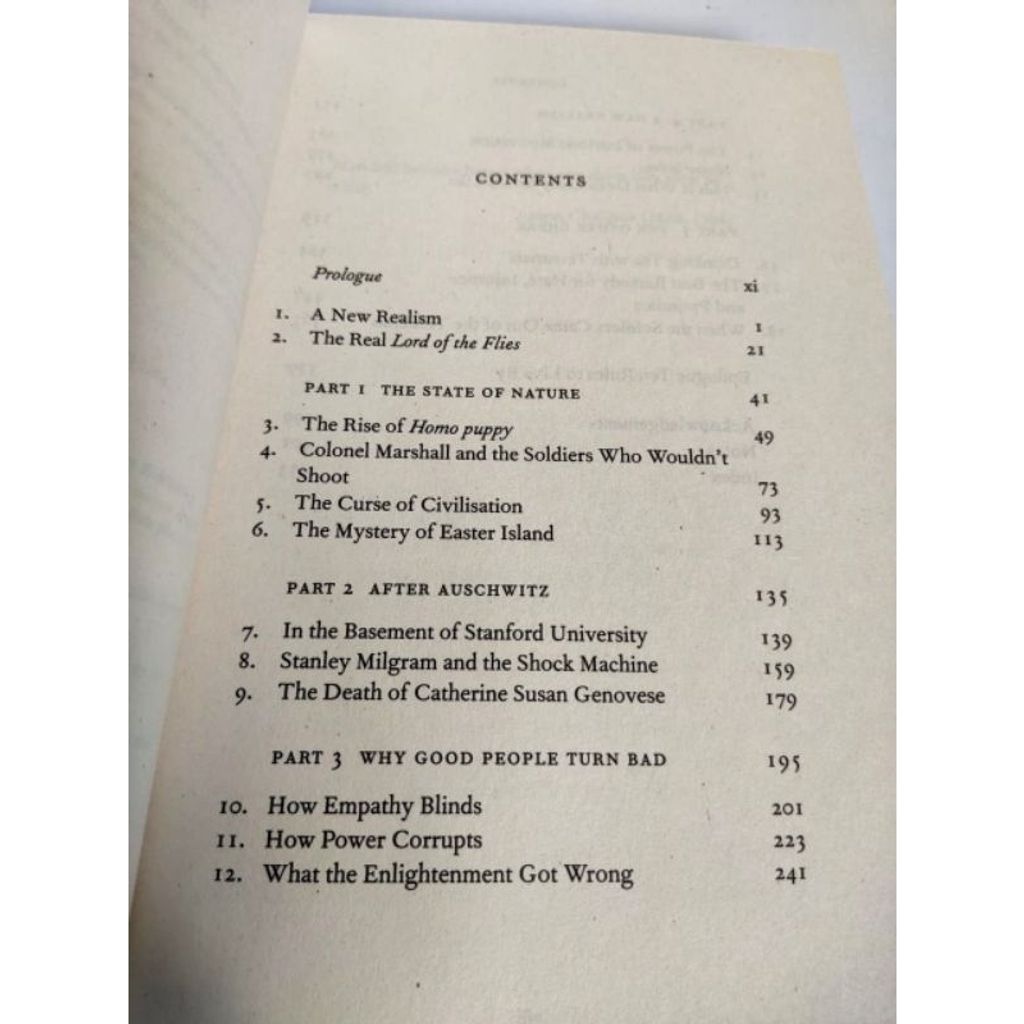 CONTENTS
Prologue xi
1. A New Realism 1
2. The Real Lord of the Flies 21
PART 1 THE STATE OF NATURE 41
3. The Rise of Homo puppy 49
4. Colonel Marshall and the Soldiers Who Wouldn't
Shoot 73
5. The Curse of Civilisation 93
6. The Mystery of Easter Island 113
PART 2 AFTER AUSCHWITZ 135
7. In the Basement of Stanford University 139
8. Stanley Milgram and the Shock Machine 159
9. The Death of Catherine Susan Genovese 179
PART 3 WHY GOOD PEOPLE TURN BAD 195
10. How Empathy Blinds 201
11. How Power Corrupts 223
12. What the Enlightenment Got Wrong 241